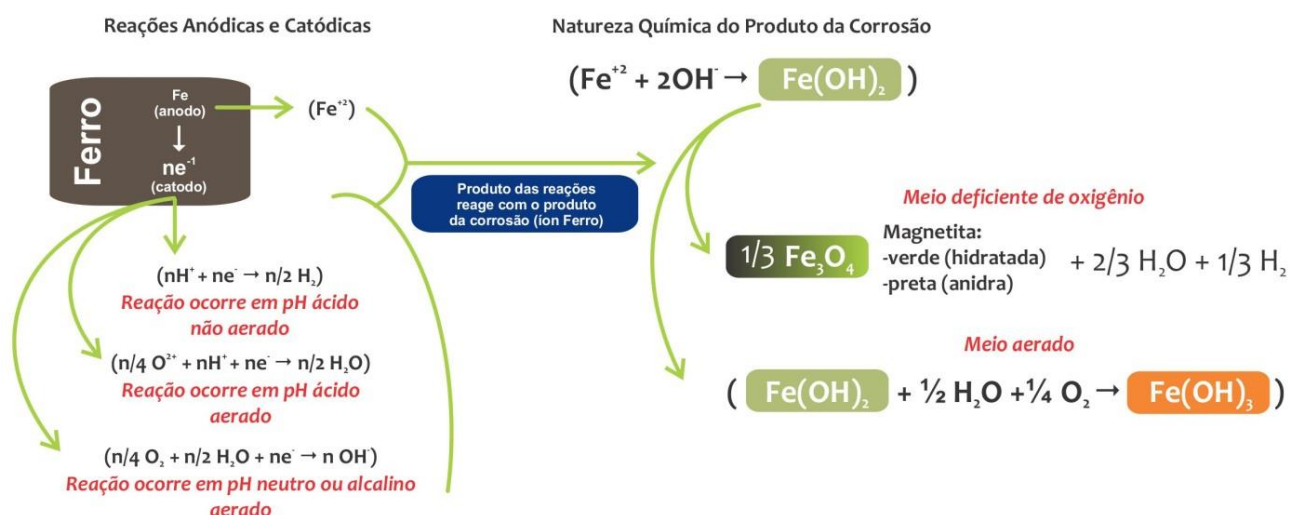 Reações Anódicas e Catódicas
Ferro
Fe
(anodo)
ne⁻¹
(catodo)
(Fe⁺²)
(nH⁺ + ne⁻ → n/2 H₂)
Reação ocorre em pH ácido
não aerado
(n/4 O²⁺ + nH⁺ + ne⁻ → n/2 H₂O)
Reação ocorre em pH ácido
aerado
(n/4 O₂ + n/2 H₂O + ne⁻ → n OH⁻)
Reação ocorre em pH neutro ou alcalino
aerado
Produto das reações
reage com o produto
da corrosão (íon Ferro)
Natureza Química do Produto da Corrosão
(Fe⁺² + 2OH⁻ → Fe(OH)₂ )
Meio deficiente de oxigênio
1/3 Fe₃O₄
Magnetita:
-verde (hidratada)
-preta (anidra)
+ 2/3 H₂O + 1/3 H₂
Meio aerado
( Fe(OH)₂ + ½ H₂O +¼ O₂ → Fe(OH)₃ )